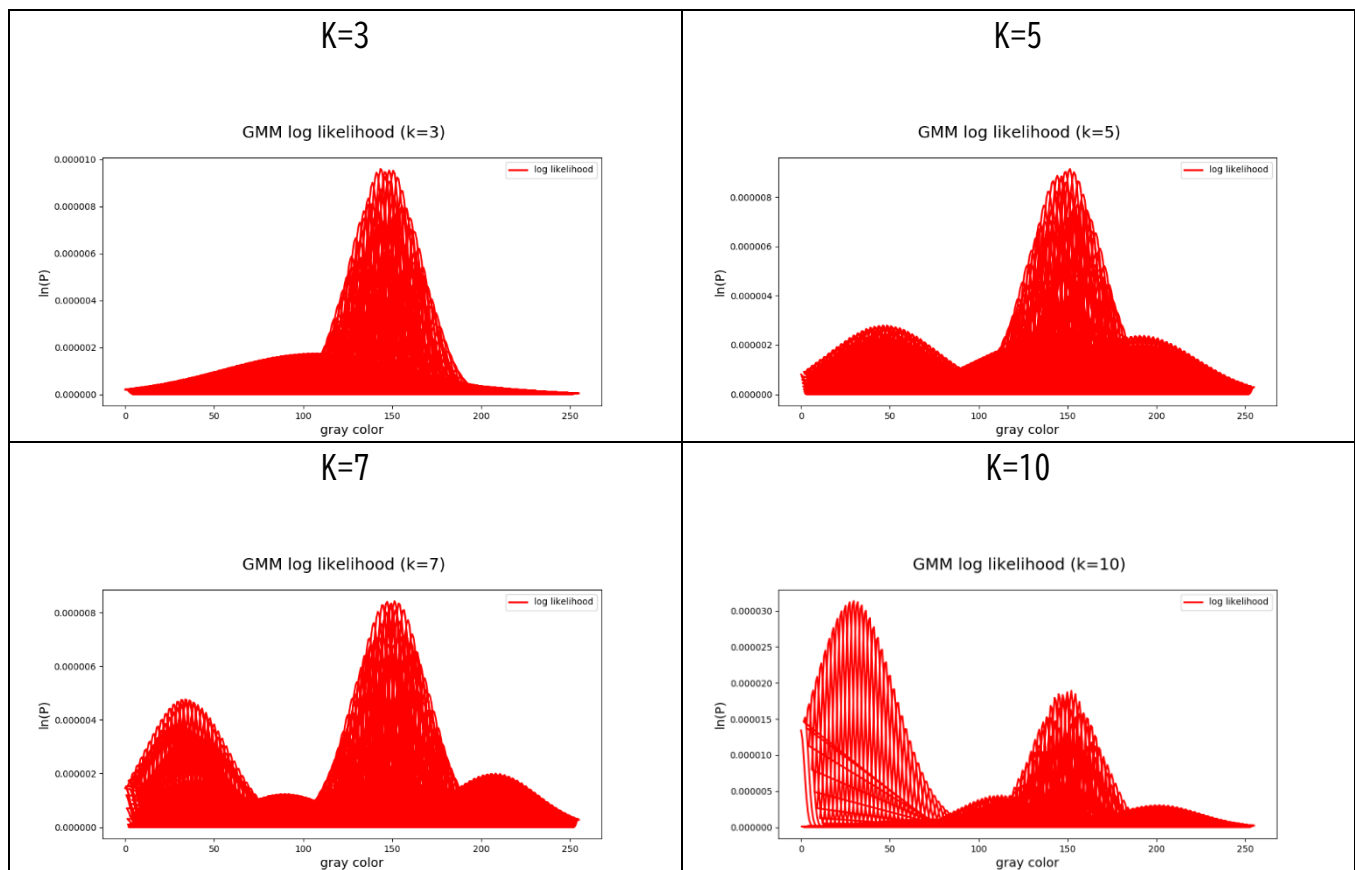 K=3
GMM log likelihood (k=3)
log likelihood
ln(P)
0.000010
0.000008
0.000006
0.000004
0.000002
0.000000
0 50 100 150 200 250
gray color
K=5
GMM log likelihood (k=5)
log likelihood
ln(P)
0.000008
0.000006
0.000004
0.000002
0.000000
0 50 100 150 200 250
gray color
K=7
GMM log likelihood (k=7)
log likelihood
ln(P)
0.000008
0.000006
0.000004
0.000002
0.000000
0 50 100 150 200 250
gray color
K=10
GMM log likelihood (k=10)
log likelihood
ln(P)
0.000030
0.000025
0.000020
0.000015
0.000010
0.000005
0.000000
0 50 100 150 200 250
gray color